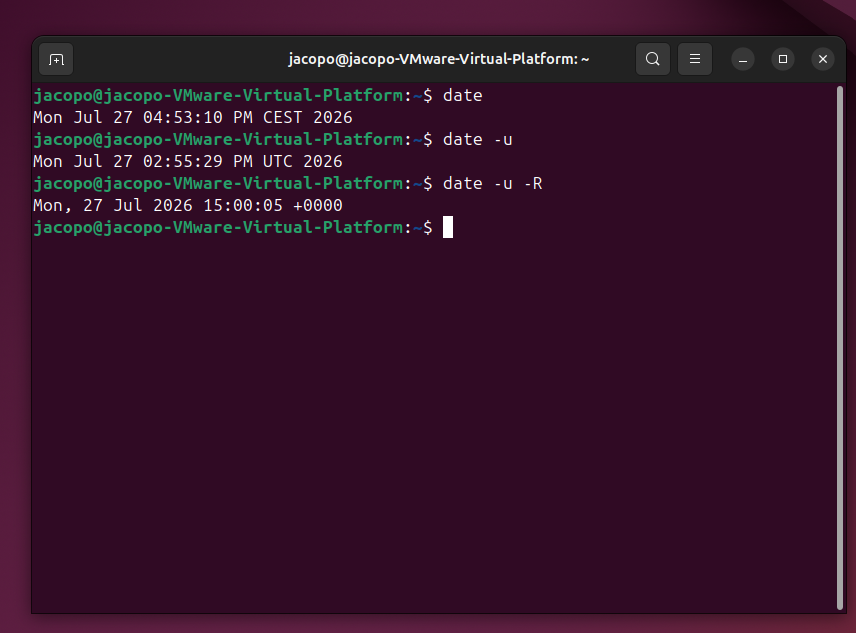 jacopo@jacopo-VMware-Virtual-Platform: ~
jacopo@jacopo-VMware-Virtual-Platform:~$ date
Mon Jul 27 04:53:10 PM CEST 2026
jacopo@jacopo-VMware-Virtual-Platform:~$ date -u
Mon Jul 27 02:55:29 PM UTC 2026
jacopo@jacopo-VMware-Virtual-Platform:~$ date -u -R
Mon, 27 Jul 2026 15:00:05 +0000
jacopo@jacopo-VMware-Virtual-Platform:~$